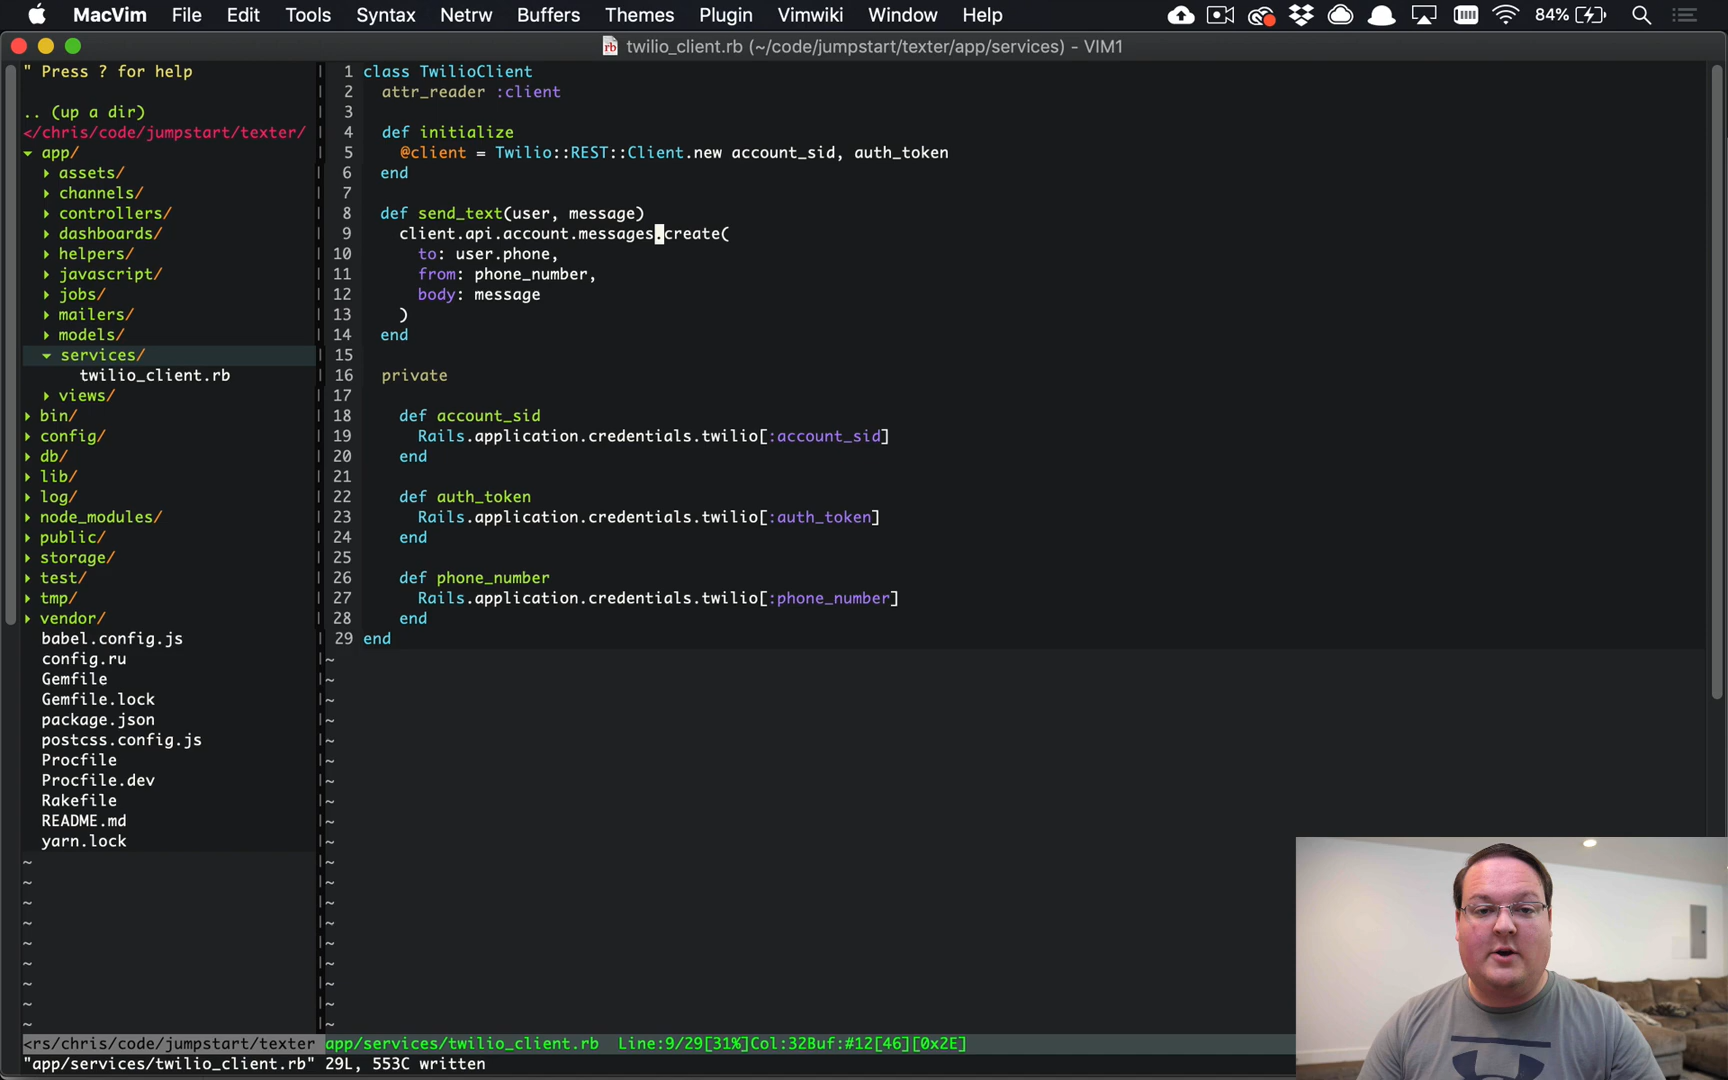 MacVim File Edit Tools Syntax Netrw Buffers Themes Plugin Vimwiki Window Help 84%
twilio_client.rb (~/code/jumpstart/texter/app/services) - VIM1
" Press ? for help
.. (up a dir)
</chris/code/jumpstart/texter/
app/
assets/
channels/
controllers/
dashboards/
helpers/
javascript/
jobs/
mailers/
models/
services/
twilio_client.rb
views/
bin/
config/
db/
lib/
log/
node_modules/
public/
storage/
test/
tmp/
vendor/
babel.config.js
config.ru
Gemfile
Gemfile.lock
package.json
postcss.config.js
Procfile
Procfile.dev
Rakefile
README.md
yarn.lock
1 class TwilioClient
2 attr_reader :client
3
4 def initialize
5 @client = Twilio::REST::Client.new account_sid, auth_token
6 end
7
8 def send_text(user, message)
9 client.api.account.messages.create(
10 to: user.phone,
11 from: phone_number,
12 body: message
13 )
14 end
15
16 private
17
18 def account_sid
19 Rails.application.credentials.twilio[:account_sid]
20 end
21
22 def auth_token
23 Rails.application.credentials.twilio[:auth_token]
24 end
25
26 def phone_number
27 Rails.application.credentials.twilio[:phone_number]
28 end
29 end
<rs/chris/code/jumpstart/texter app/services/twilio_client.rb Line:9/29[31%]Col:32Buf:#12[46][0x2E]
"app/services/twilio_client.rb" 29L, 553C written